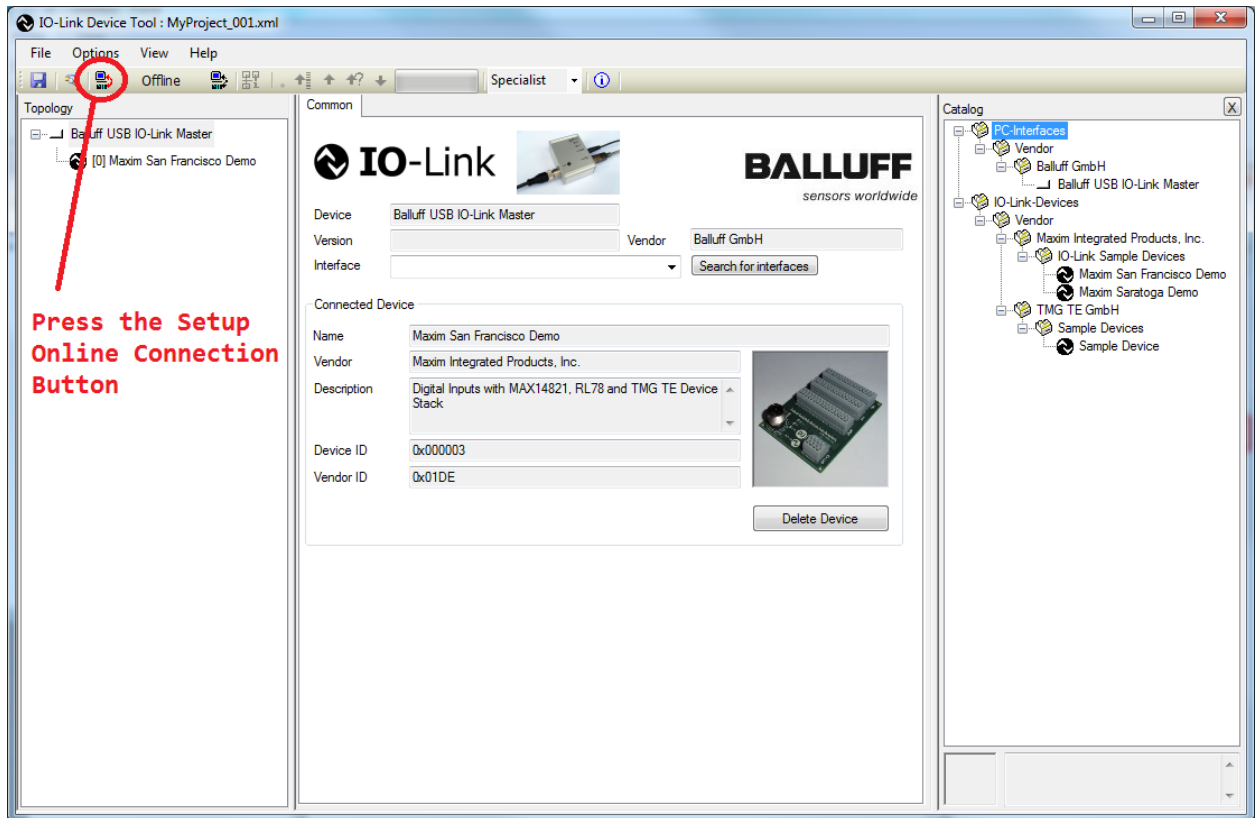 IO-Link Device Tool : MyProject_001.xml
File Options View Help
Offline Specialist
Topology
Balluff USB IO-Link Master
[0] Maxim San Francisco Demo
Press the Setup
Online Connection
Button
Common
IO-Link
BALLUFF
sensors worldwide
Device Balluff USB IO-Link Master
Version Vendor Balluff GmbH
Interface Search for interfaces
Connected Device
Name Maxim San Francisco Demo
Vendor Maxim Integrated Products, Inc.
Description Digital Inputs with MAX14821, RL78 and TMG TE Device
Stack
Device ID 0x000003
Vendor ID 0x01DE
Delete Device
Catalog X
PC-Interfaces
Vendor
Balluff GmbH
Balluff USB IO-Link Master
IO-Link-Devices
Vendor
Maxim Integrated Products, Inc.
IO-Link Sample Devices
Maxim San Francisco Demo
Maxim Saratoga Demo
TMG TE GmbH
Sample Devices
Sample Device